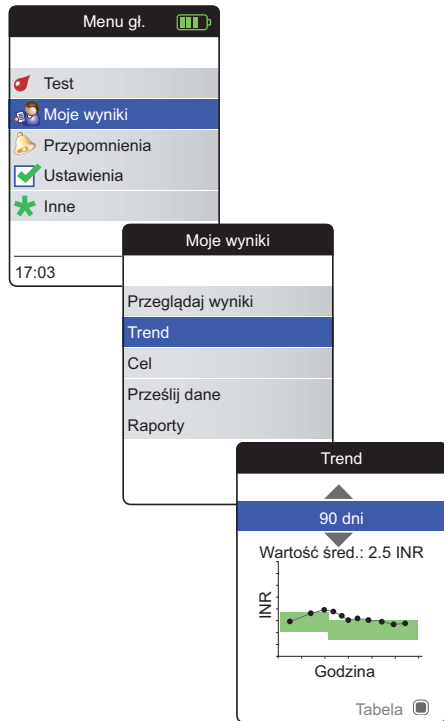 Menu gł.
Test
Moje wyniki
Przypomnienia
Ustawienia
Inne
17:03
Moje wyniki
Przeglądaj wyniki
Trend
Cel
Prześlij dane
Raporty
Trend
90 dni
Wartość śred.: 2.5 INR
INR
Godzina
Tabela